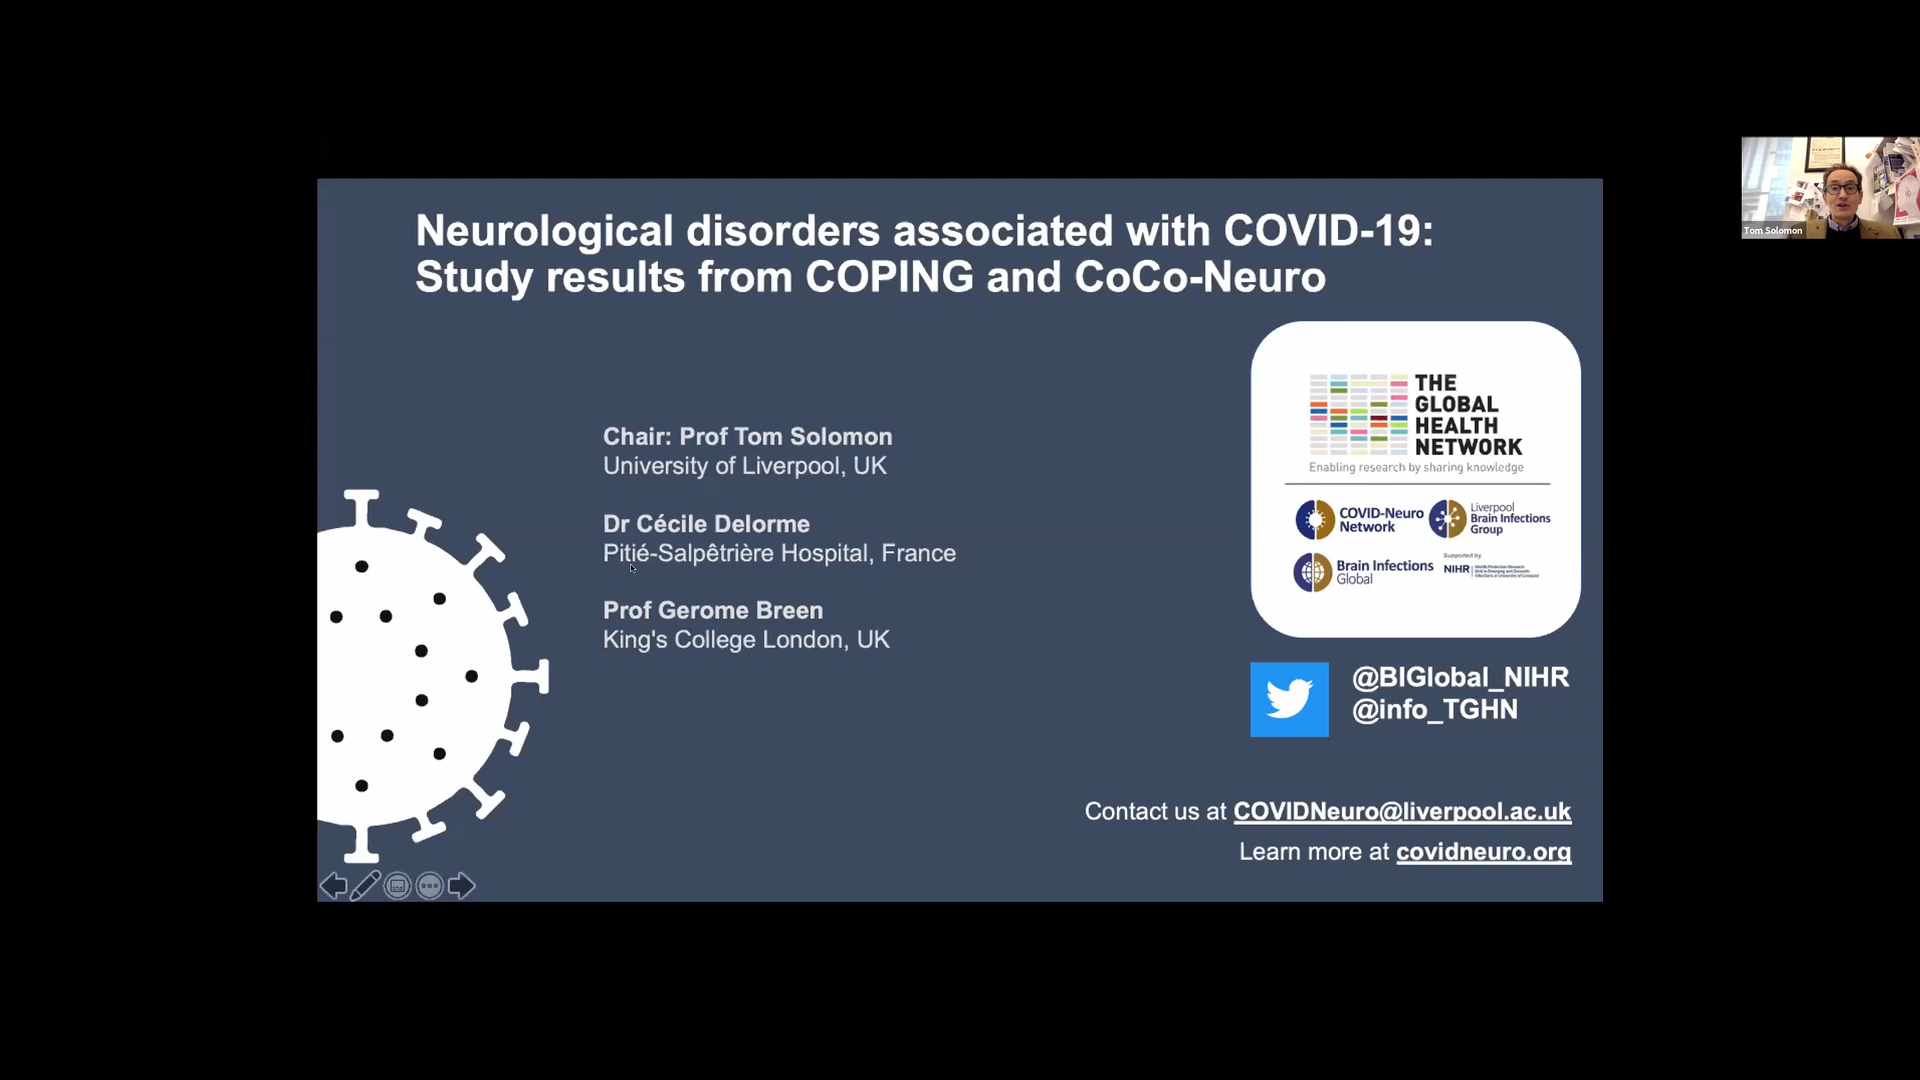 Neurological disorders associated with COVID-19:
Study results from COPING and CoCo-Neuro
Chair: Prof Tom Solomon
University of Liverpool, UK
Dr Cécile Delorme
Pitié-Salpêtrière Hospital, France
Prof Gerome Breen
King's College London, UK
THE
GLOBAL
HEALTH
NETWORK
Enabling research by sharing knowledge
COVID-Neuro
Network
Liverpool
Brain Infections
Group
Brain Infections
Global
Supported by
NIHR
@BIGlobal_NIHR
@info_TGHN
Contact us at COVIDNeuro@liverpool.ac.uk
Learn more at covidneuro.org
Tom Solomon